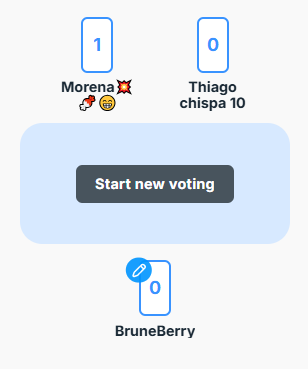 1
0
Morena💥
📌😁
Thiago
chispa 10
Start new voting
0
BruneBerry